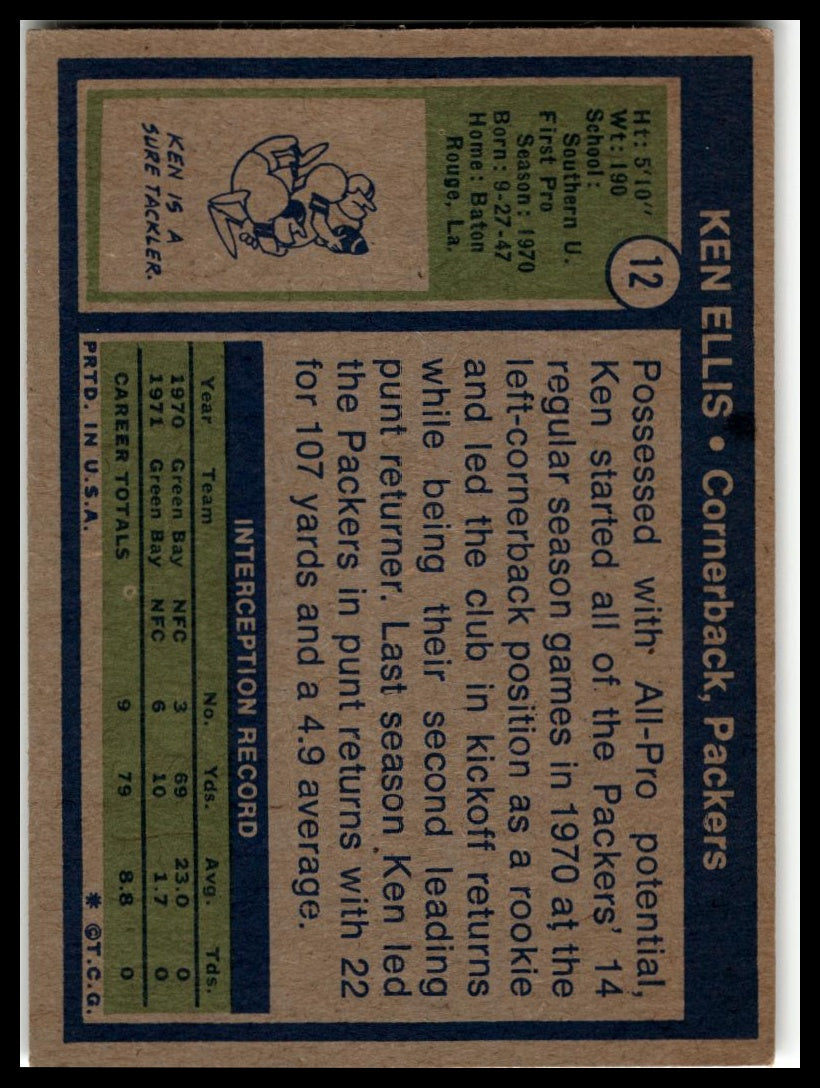 KEN ELLIS • Cornerback, Packers
12
Ht: 5'10"
Wt: 190
School:
Southern U.
First Pro
Season: 1970
Born: 9-27-47
Home: Baton
Rouge, La.
KEN IS A
SURE TACKLER.
Possessed with All-Pro potential,
Ken started all of the Packers' 14
regular season games in 1970 at the
left-cornerback position as a rookie
and led the club in kickoff returns
while being their second leading
punt returner. Last season Ken led
the Packers in punt returns with 22
for 107 yards and a 4.9 average.
INTERCEPTION RECORD
Year Team No. Yds. Avg. Tds.
1970 Green Bay NFC 3 69 23.0 0
1971 Green Bay NFC 6 10 1.7 0
CAREER TOTALS 9 79 8.8 0
PRTD. IN U.S.A. * ©T.C.G.